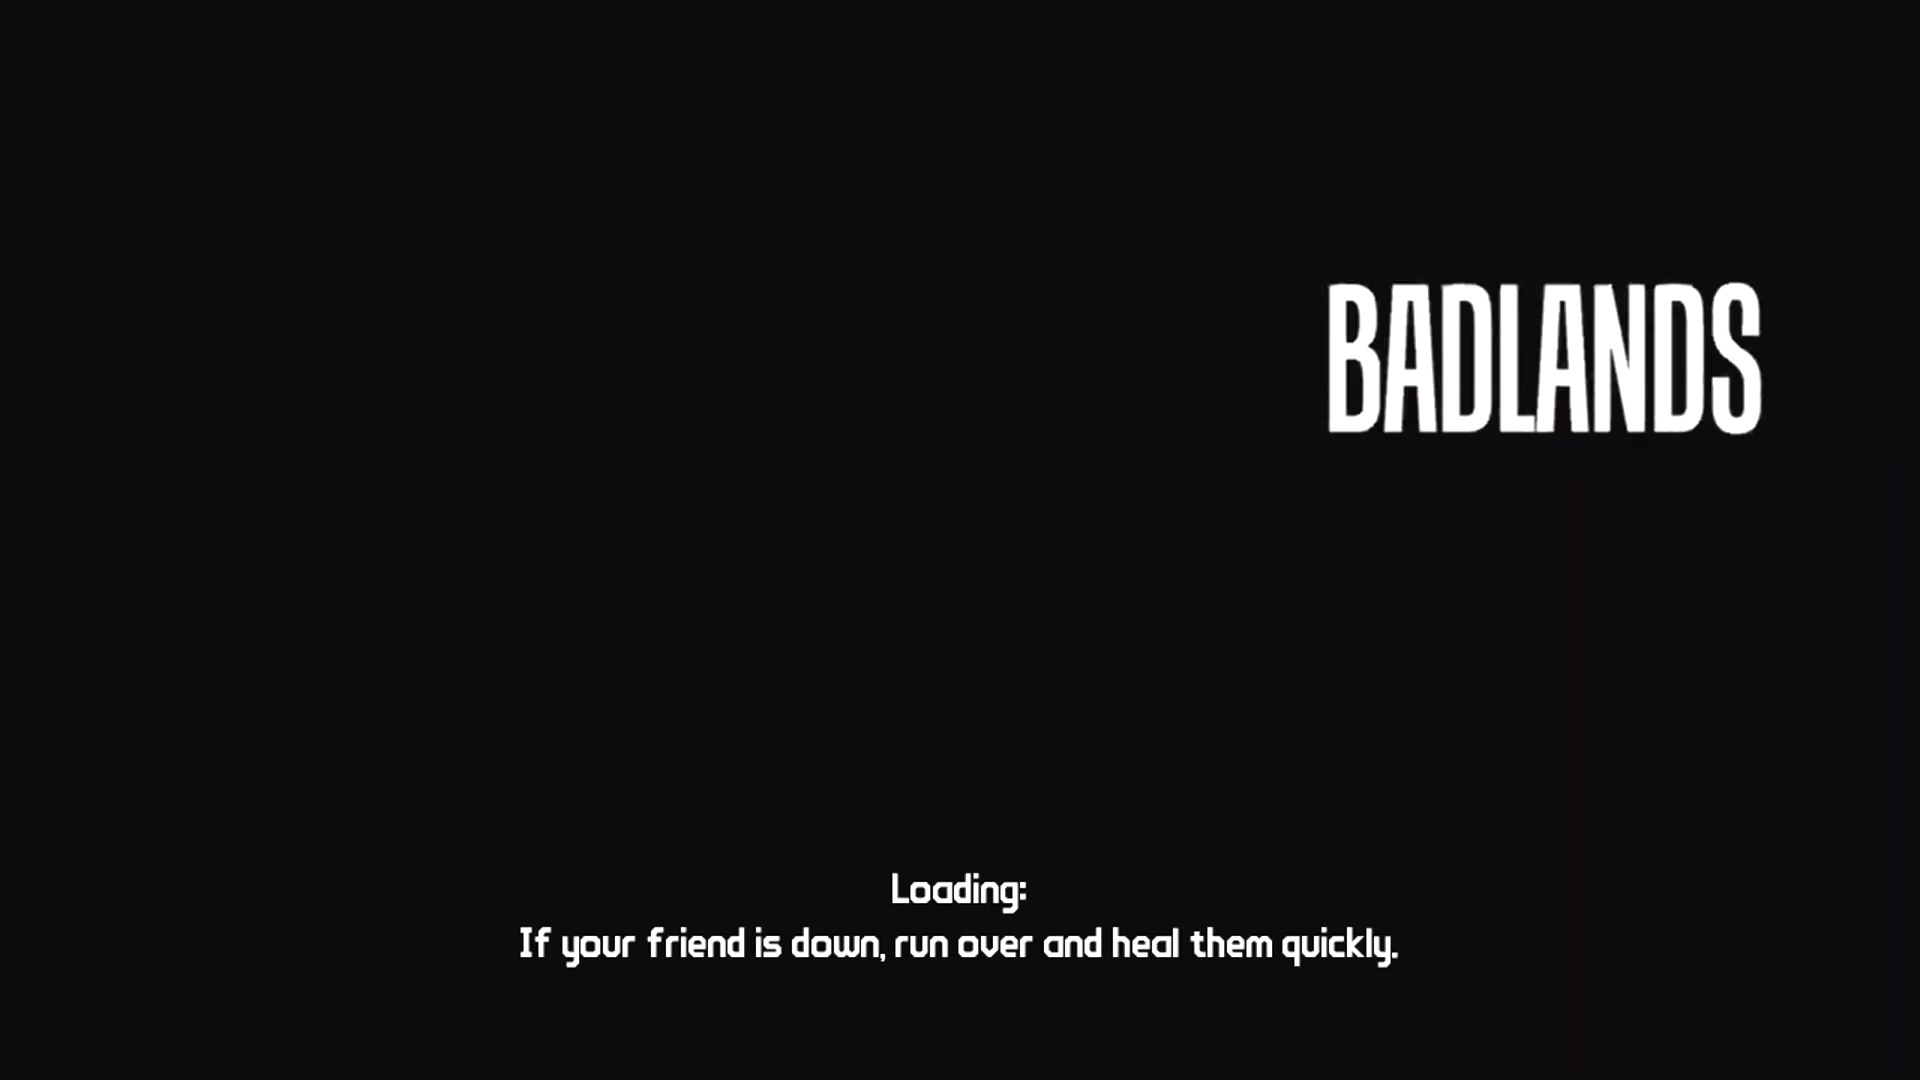 BADLANDS
Loading:
If your friend is down, run over and heal them quickly.